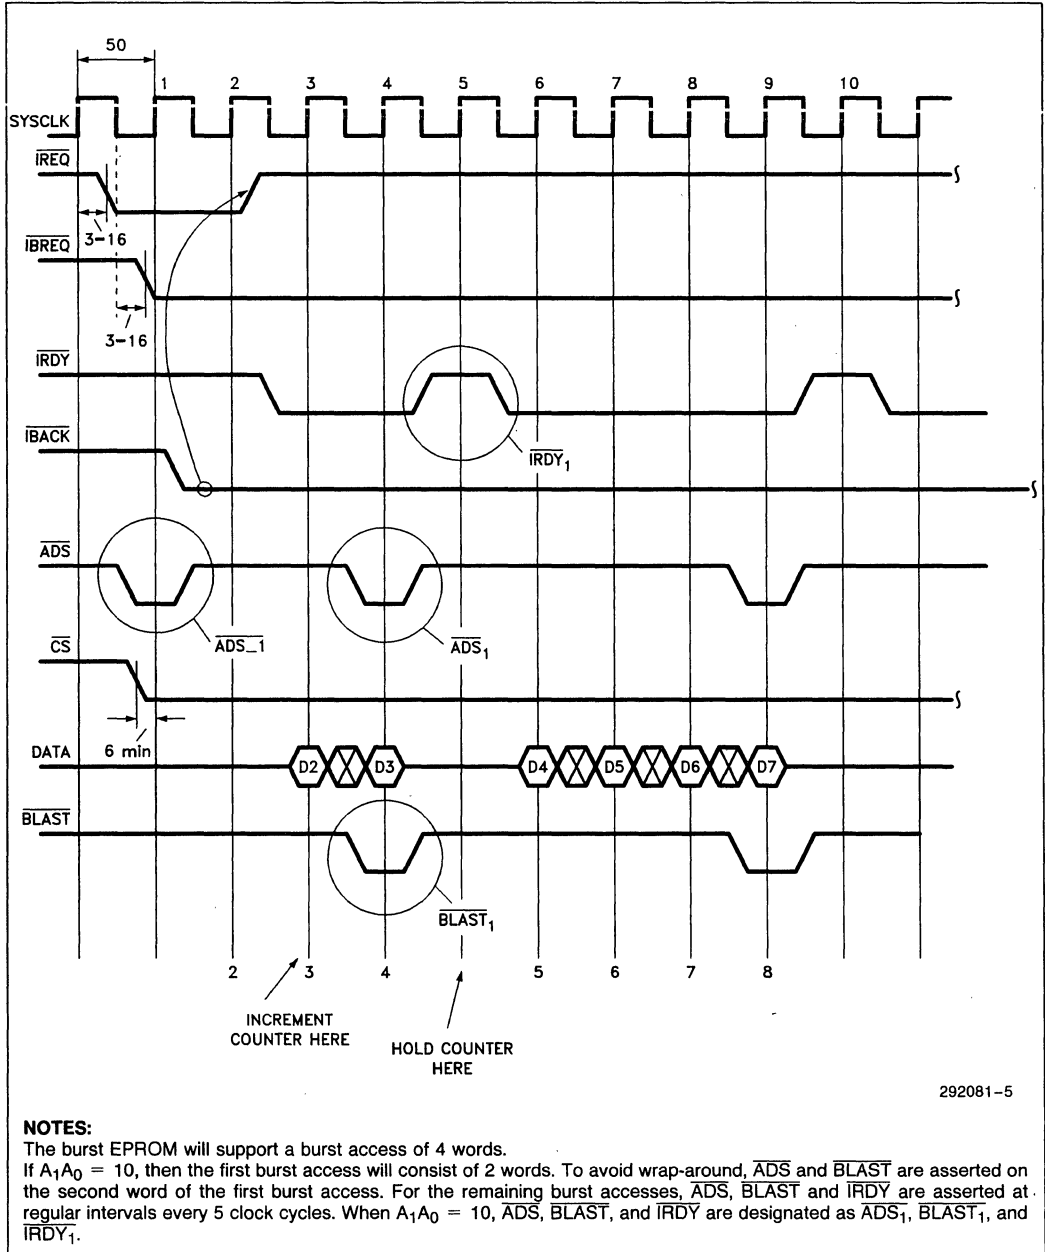 50
1 2 3 4 5 6 7 8 9 10
SYSCLK
IREQ
3-16
IBREQ
3-16
IRDY
IRDY1
IBACK
ADS
ADS_1
ADS1
CS
6 min
DATA
D2 D3 D4 D5 D6 D7
BLAST
BLAST1
2 3 4 5 6 7 8
INCREMENT
COUNTER HERE
HOLD COUNTER
HERE
292081-5
NOTES:
The burst EPROM will support a burst access of 4 words.
If A1A0 = 10, then the first burst access will consist of 2 words. To avoid wrap-around, ADS and BLAST are asserted on
the second word of the first burst access. For the remaining burst accesses, ADS, BLAST and IRDY are asserted at
regular intervals every 5 clock cycles. When A1A0 = 10, ADS, BLAST, and IRDY are designated as ADS1, BLAST1, and
IRDY1.